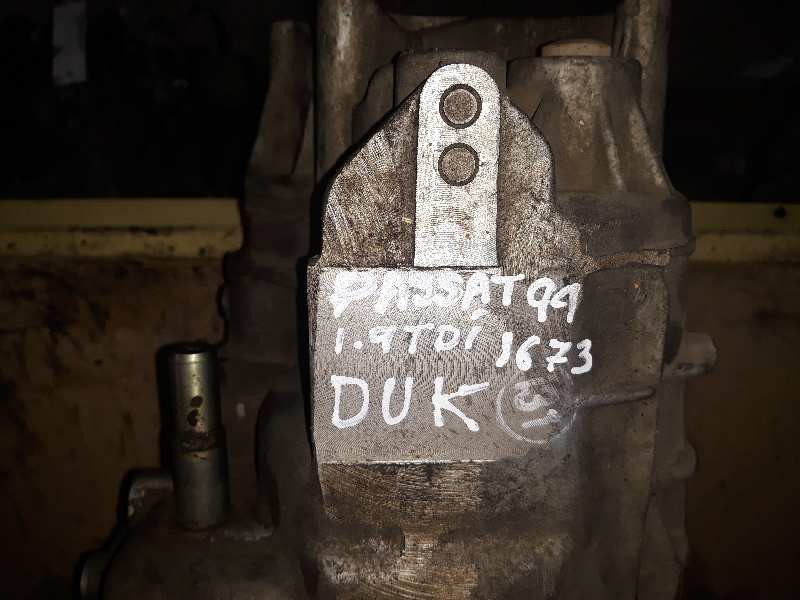 PASSAT 99
1.9TDI 1673
DUK